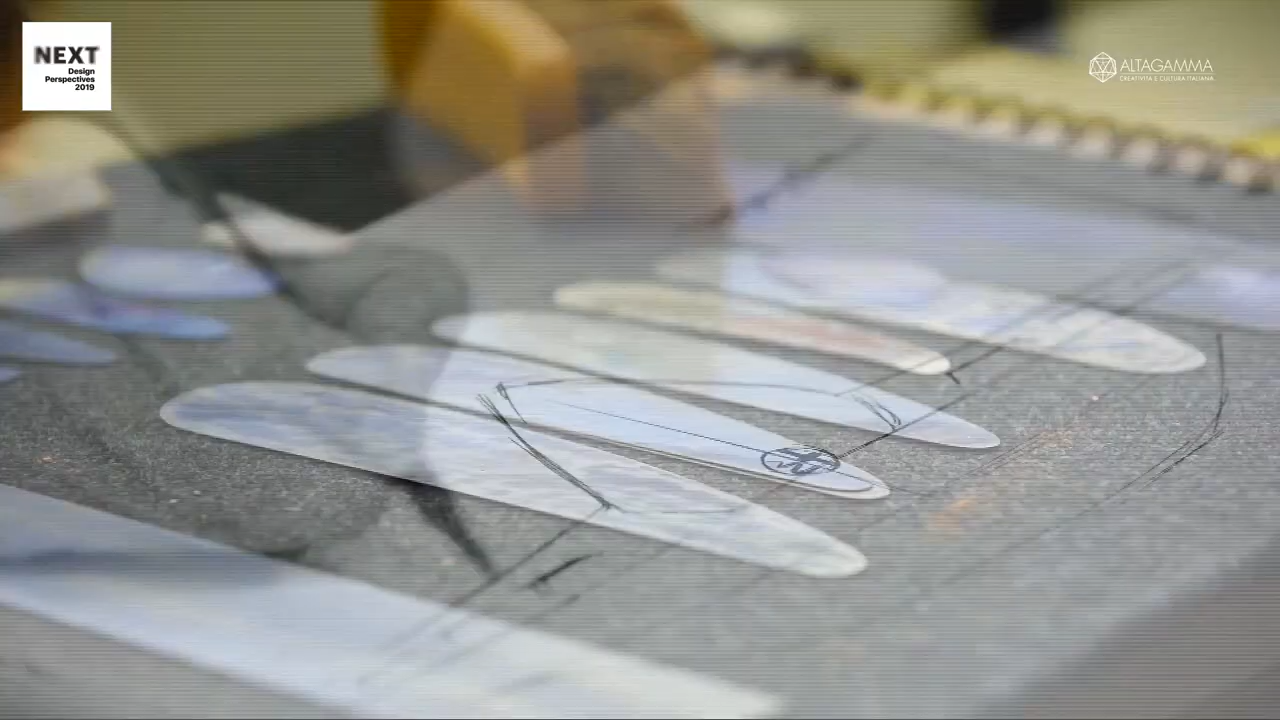 NEXT
Design
Perspectives
2019
ALTAGAMMA
CREATIVITÀ E CULTURA ITALIANA